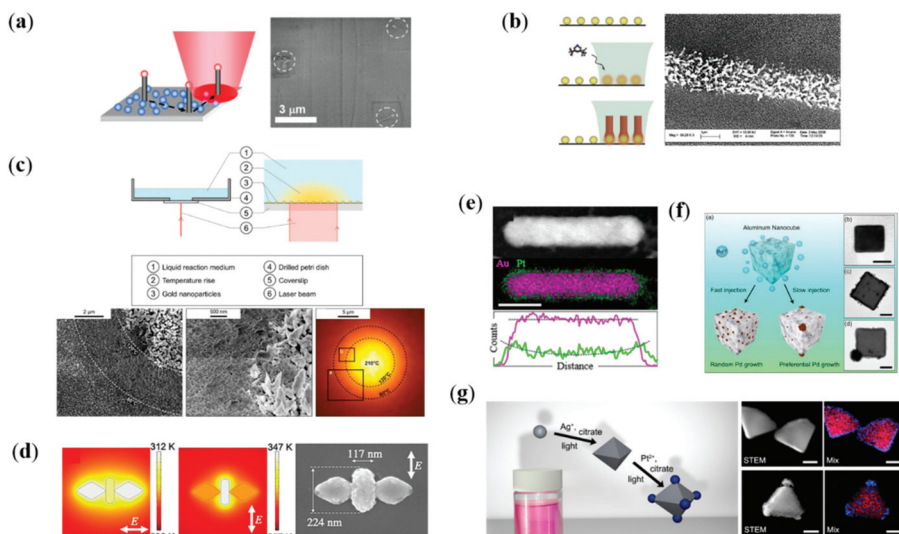 (a)
3 μm
(b)
(c)
1
2
3
4
5
6
1 Liquid reaction medium
4 Drilled petri dish
2 Temperature rise
5 Coverslip
3 Gold nanoparticles
6 Laser beam
2 μm
500 nm
5 μm
210°C
(d)
312 K
347 K
E
E
117 nm
224 nm
E
(e)
Au Pt
Counts
Distance
(f)
(a)
Aluminum Nanocube
Fast injection
Slow injection
Random Pd growth
Preferential Pd growth
(b)
(c)
(d)
(g)
Ag⁺, citrate
light
Pt²⁺, citrate
light
STEM
Mix
STEM
Mix